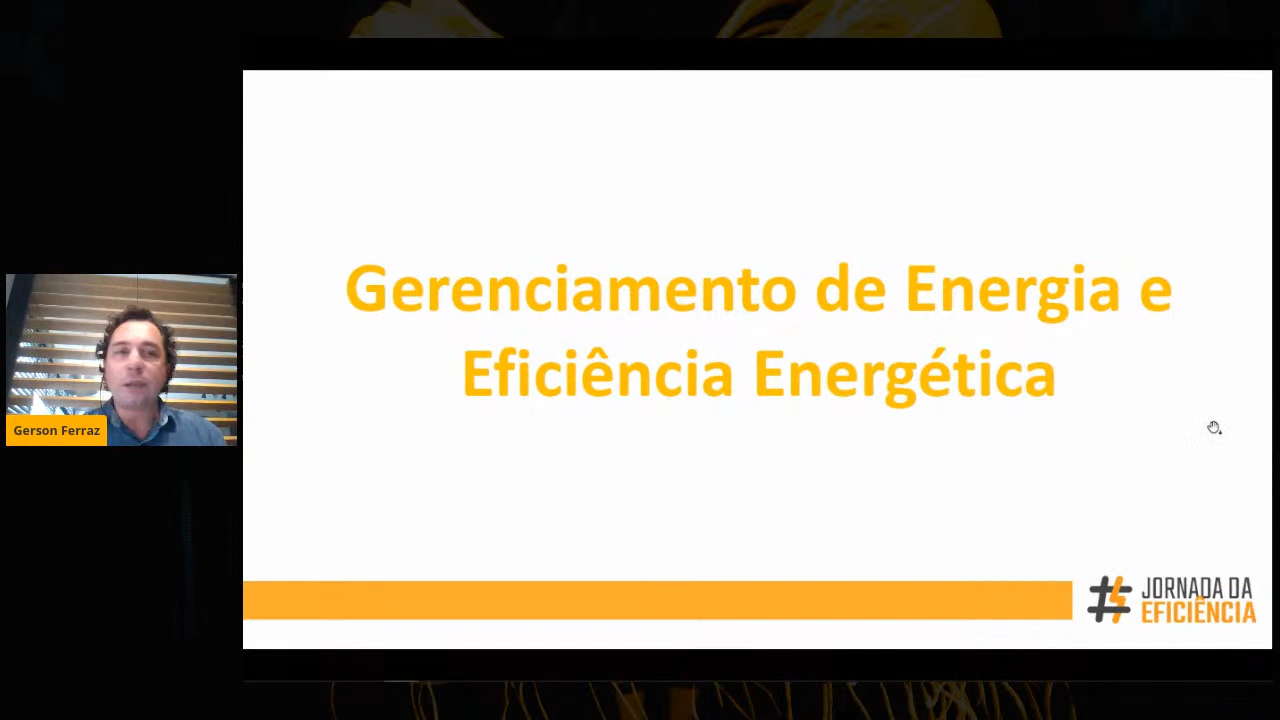 Gerenciamento de Energia e
Eficiência Energética
Gerson Ferraz
JORNADA DA
EFICIÊNCIA